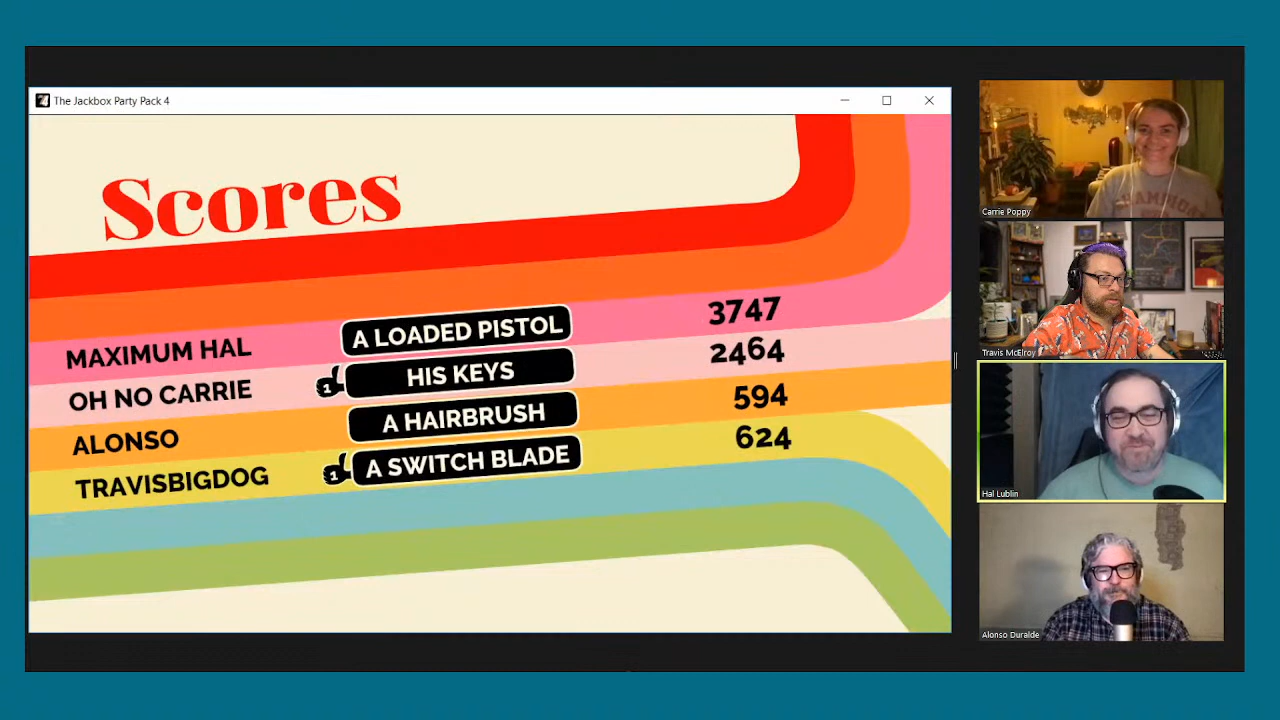 The Jackbox Party Pack 4
Scores
MAXIMUM HAL A LOADED PISTOL 3747
OH NO CARRIE 1 HIS KEYS 2464
ALONSO A HAIRBRUSH 594
TRAVISBIGDOG 1 A SWITCH BLADE 624
Carrie Poppy
Travis McElroy
Hal Lublin
Alonso Duralde